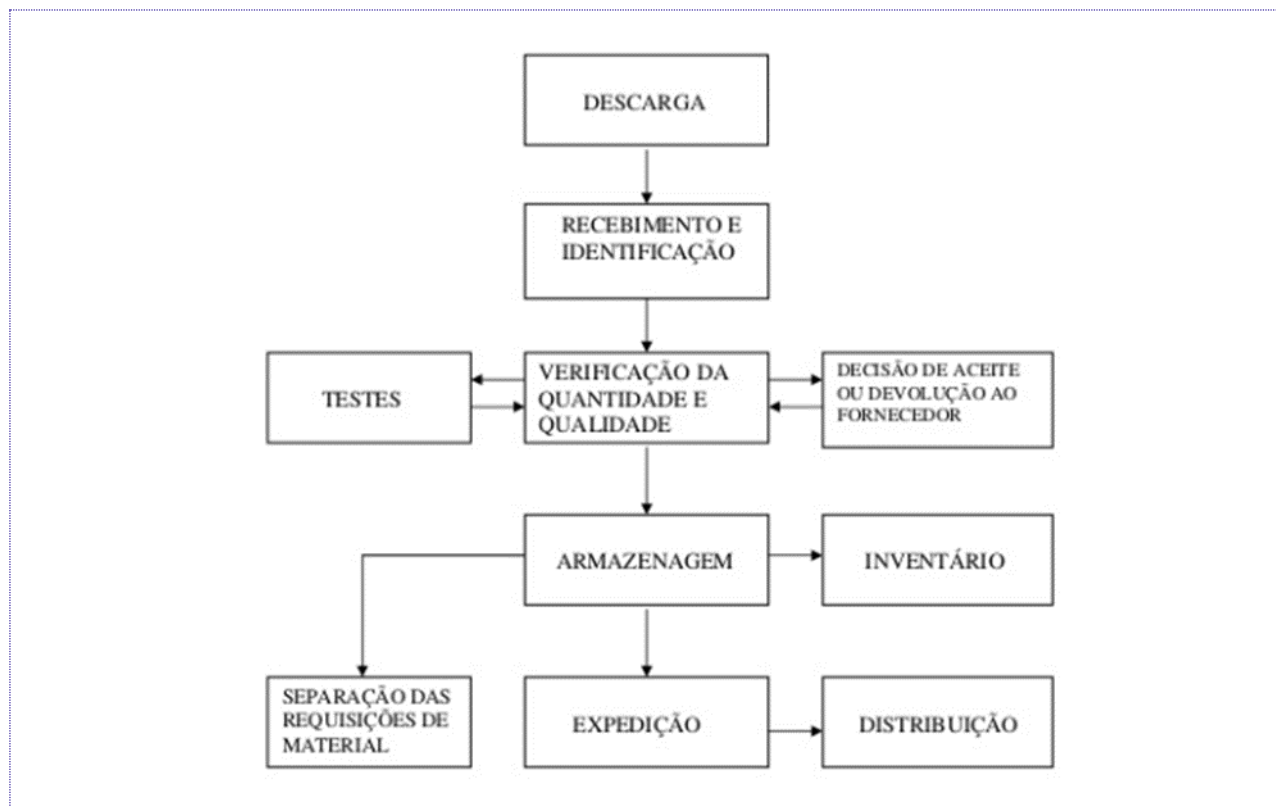 DESCARGA
RECEBIMENTO E
IDENTIFICAÇÃO
TESTES
VERIFICAÇÃO DA
QUANTIDADE E
QUALIDADE
DECISÃO DE ACEITE
OU DEVOLUÇÃO AO
FORNECEDOR
ARMAZENAGEM
INVENTÁRIO
SEPARAÇÃO DAS
REQUISIÇÕES DE
MATERIAL
EXPEDIÇÃO
DISTRIBUIÇÃO